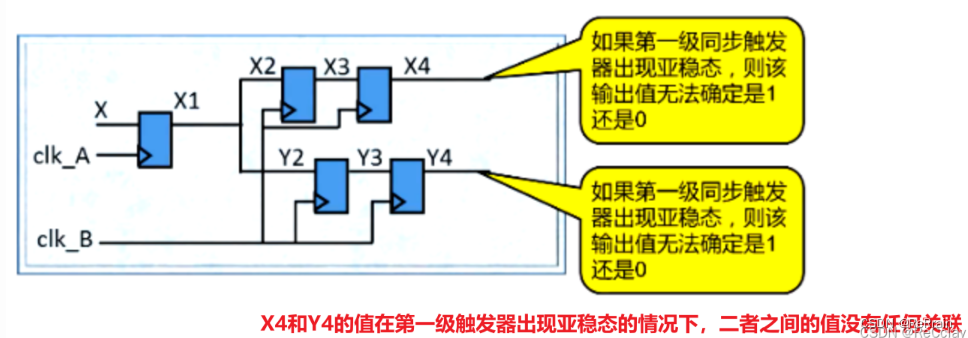 如果第一级同步触发
器出现亚稳态，则该
输出值无法确定是1
还是0
X2
X3
X4
X
X1
clk_A
Y2
Y3
Y4
clk_B
如果第一级同步触发
器出现亚稳态，则该
输出值无法确定是1
还是0
X4和Y4的值在第一级触发器出现亚稳态的情况下，二者之间的值没有任何关联
CSDN @ReCclay